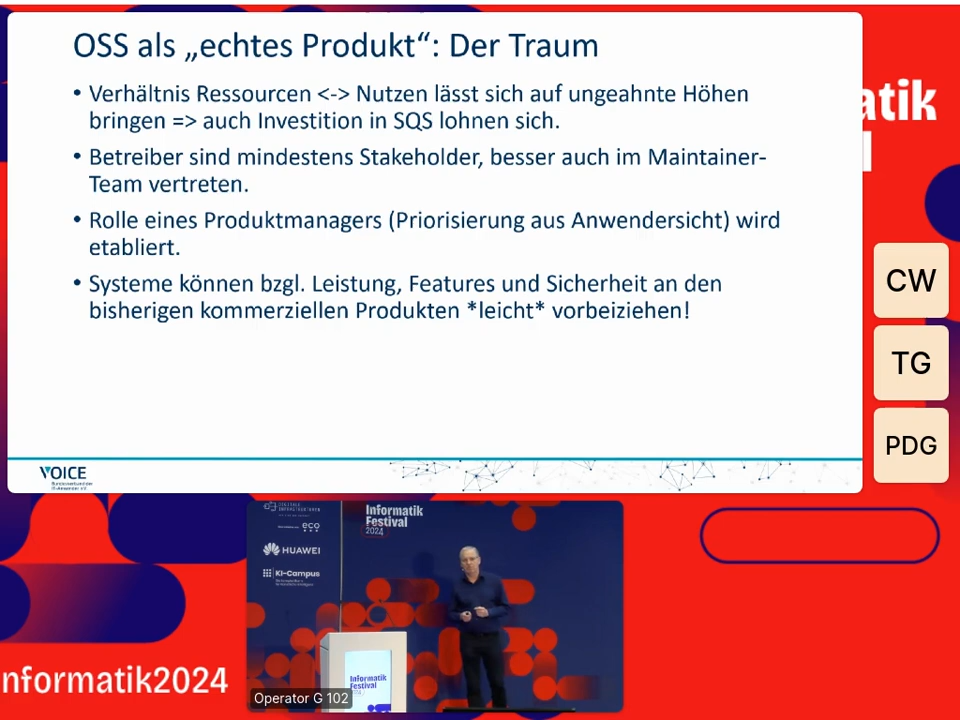 OSS als „echtes Produkt“: Der Traum
• Verhältnis Ressourcen <-> Nutzen lässt sich auf ungeahnte Höhen
bringen => auch Investition in SQS lohnen sich.
• Betreiber sind mindestens Stakeholder, besser auch im Maintainer-
Team vertreten.
• Rolle eines Produktmanagers (Priorisierung aus Anwendersicht) wird
etabliert.
• Systeme können bzgl. Leistung, Features und Sicherheit an den
bisherigen kommerziellen Produkten *leicht* vorbeiziehen!
VOICE
atik
CW
TG
PDG
Informatik
Festival
2024
eco
HUAWEI
KI-Campus
Informatik
Festival
Operator G 102
nformatik2024